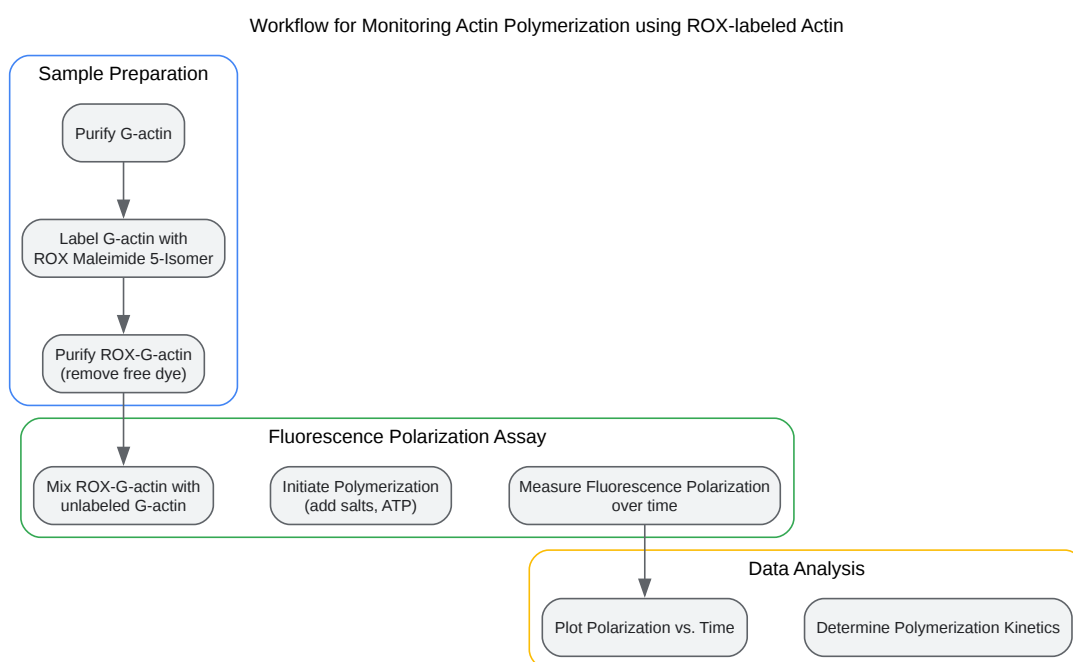 Workflow for Monitoring Actin Polymerization using ROX-labeled Actin
Sample Preparation
Purify G-actin
Label G-actin with
ROX Maleimide 5-Isomer
Purify ROX-G-actin
(remove free dye)
Fluorescence Polarization Assay
Mix ROX-G-actin with
unlabeled G-actin
Initiate Polymerization
(add salts, ATP)
Measure Fluorescence Polarization
over time
Data Analysis
Plot Polarization vs. Time
Determine Polymerization Kinetics